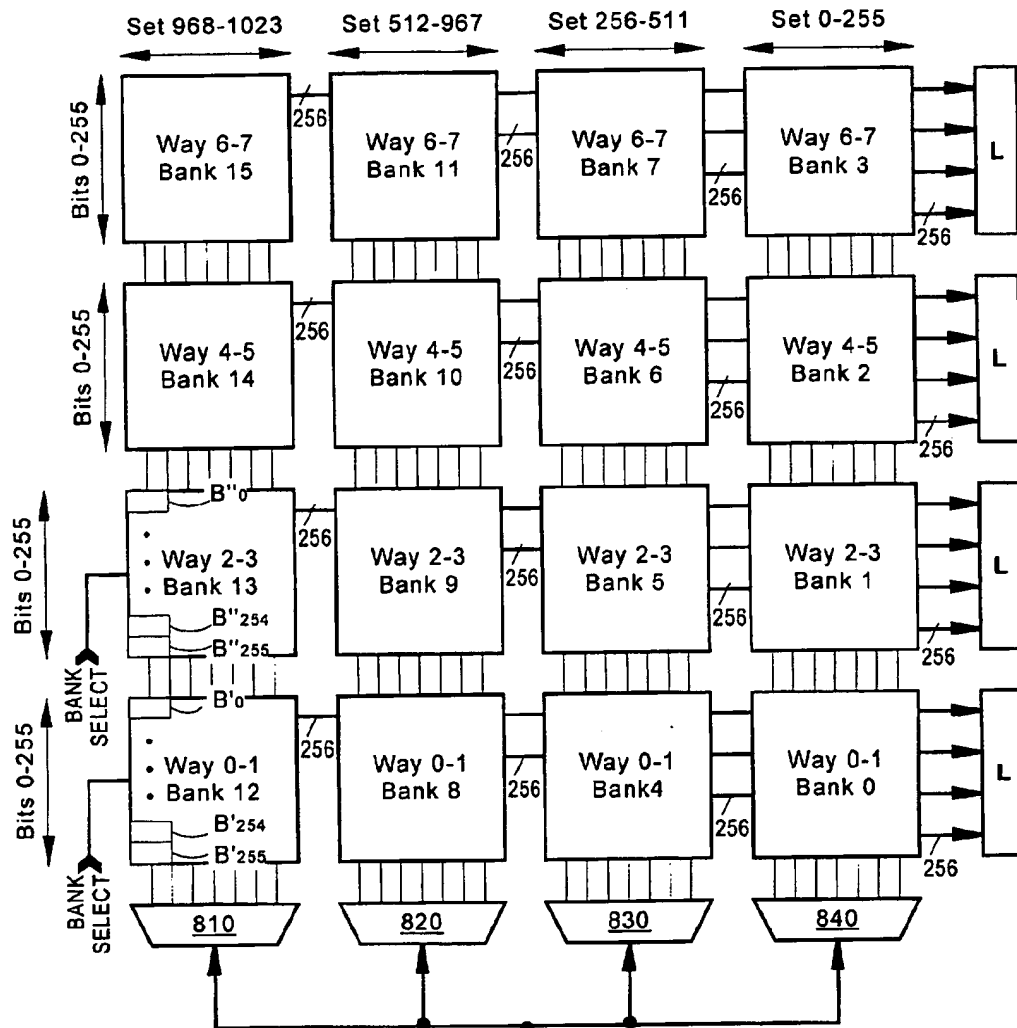 Set 968-1023 Set 512-967 Set 256-511 Set 0-255
Bits 0-255
Way 6-7
Bank 15
256
Way 6-7
Bank 11
256
Way 6-7
Bank 7
256
Way 6-7
Bank 3
256
L
Bits 0-255
Way 4-5
Bank 14
256
Way 4-5
Bank 10
256
Way 4-5
Bank 6
256
Way 4-5
Bank 2
256
L
Bits 0-255
B"0
Way 2-3
Bank 13
B"254
B"255
BANK
SELECT
256
Way 2-3
Bank 9
256
Way 2-3
Bank 5
256
Way 2-3
Bank 1
256
L
Bits 0-255
B'0
Way 0-1
Bank 12
B'254
B'255
BANK
SELECT
256
Way 0-1
Bank 8
256
Way 0-1
Bank4
256
Way 0-1
Bank 0
256
L
810 820 830 840